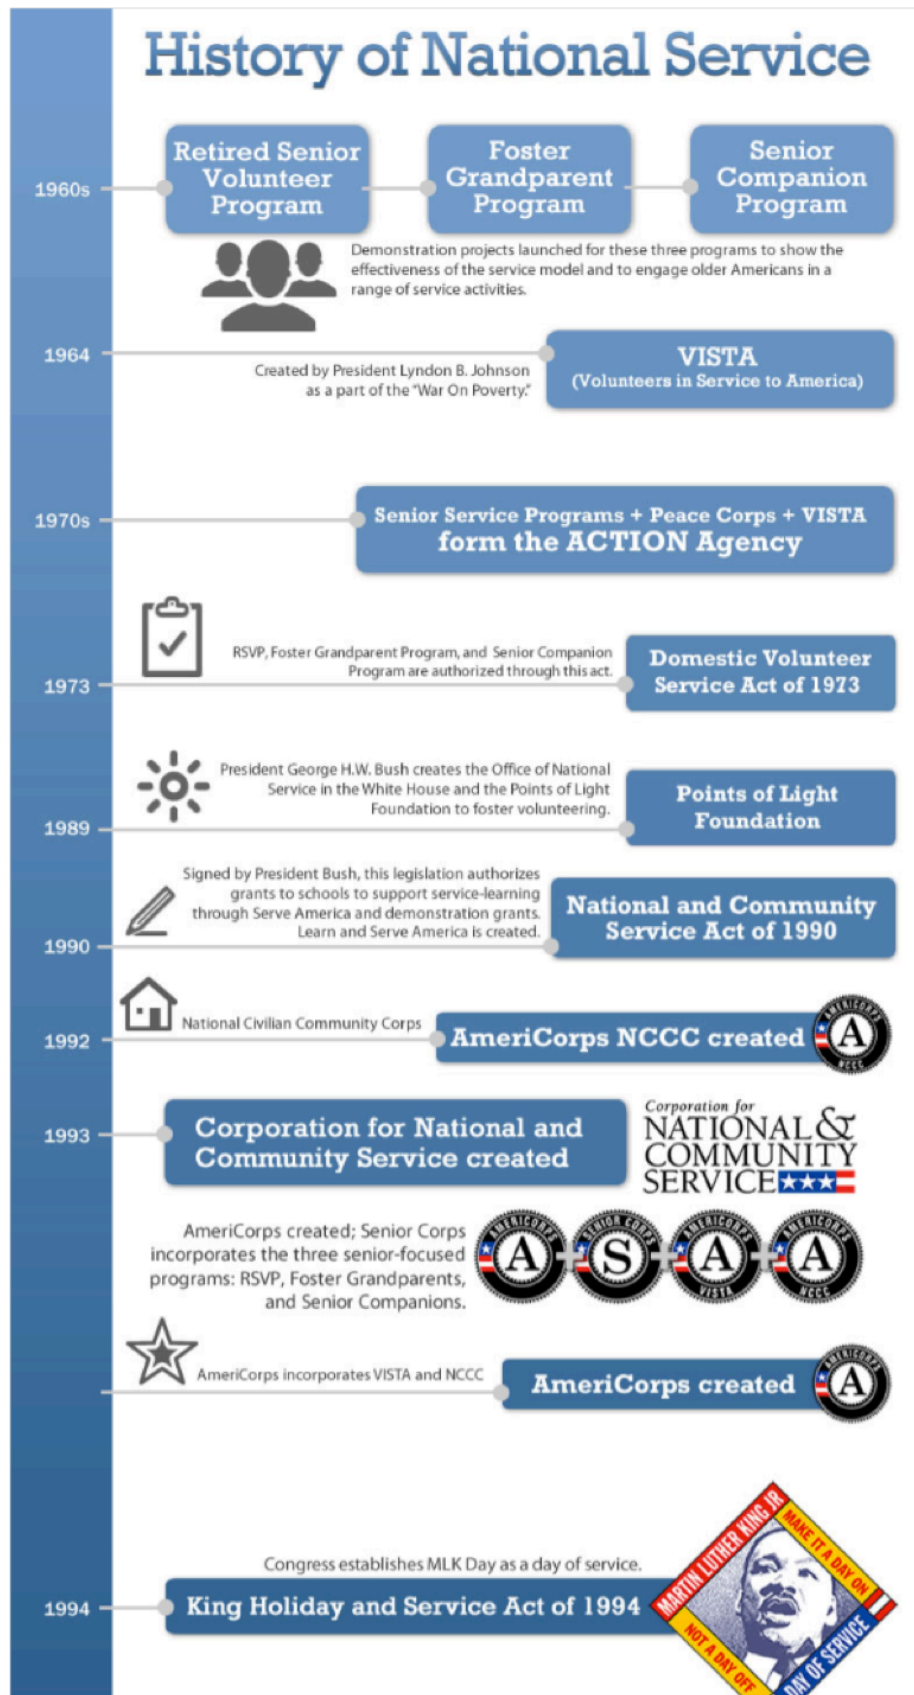 History of National Service
1960s
Retired Senior
Volunteer
Program
Foster
Grandparent
Program
Senior
Companion
Program
Demonstration projects launched for these three programs to show the
effectiveness of the service model and to engage older Americans in a
range of service activities.
1964
Created by President Lyndon B. Johnson
as a part of the “War On Poverty.”
VISTA
(Volunteers in Service to America)
1970s
Senior Service Programs + Peace Corps + VISTA
form the ACTION Agency
RSVP, Foster Grandparent Program, and Senior Companion
Program are authorized through this act.
1973
Domestic Volunteer
Service Act of 1973
President George H.W. Bush creates the Office of National
Service in the White House and the Points of Light
Foundation to foster volunteering.
1989
Points of Light
Foundation
Signed by President Bush, this legislation authorizes
grants to schools to support service-learning
through Serve America and demonstration grants.
Learn and Serve America is created.
1990
National and Community
Service Act of 1990
National Civilian Community Corps
1992
AmeriCorps NCCC created
AMERICORPS
A
NCCC
1993
Corporation for National and
Community Service created
Corporation for
NATIONAL &
COMMUNITY
SERVICE
AmeriCorps created; Senior Corps
incorporates the three senior-focused
programs: RSVP, Foster Grandparents,
and Senior Companions.
AMERICORPS
A
+
SENIOR CORPS
S
+
AMERICORPS
A
VISTA
+
AMERICORPS
A
NCCC
AmeriCorps incorporates VISTA and NCCC
AmeriCorps created
AMERICORPS
A
Congress establishes MLK Day as a day of service.
1994
King Holiday and Service Act of 1994
MARTIN LUTHER KING JR
MAKE IT A DAY ON
NOT A DAY OFF
DAY OF SERVICE